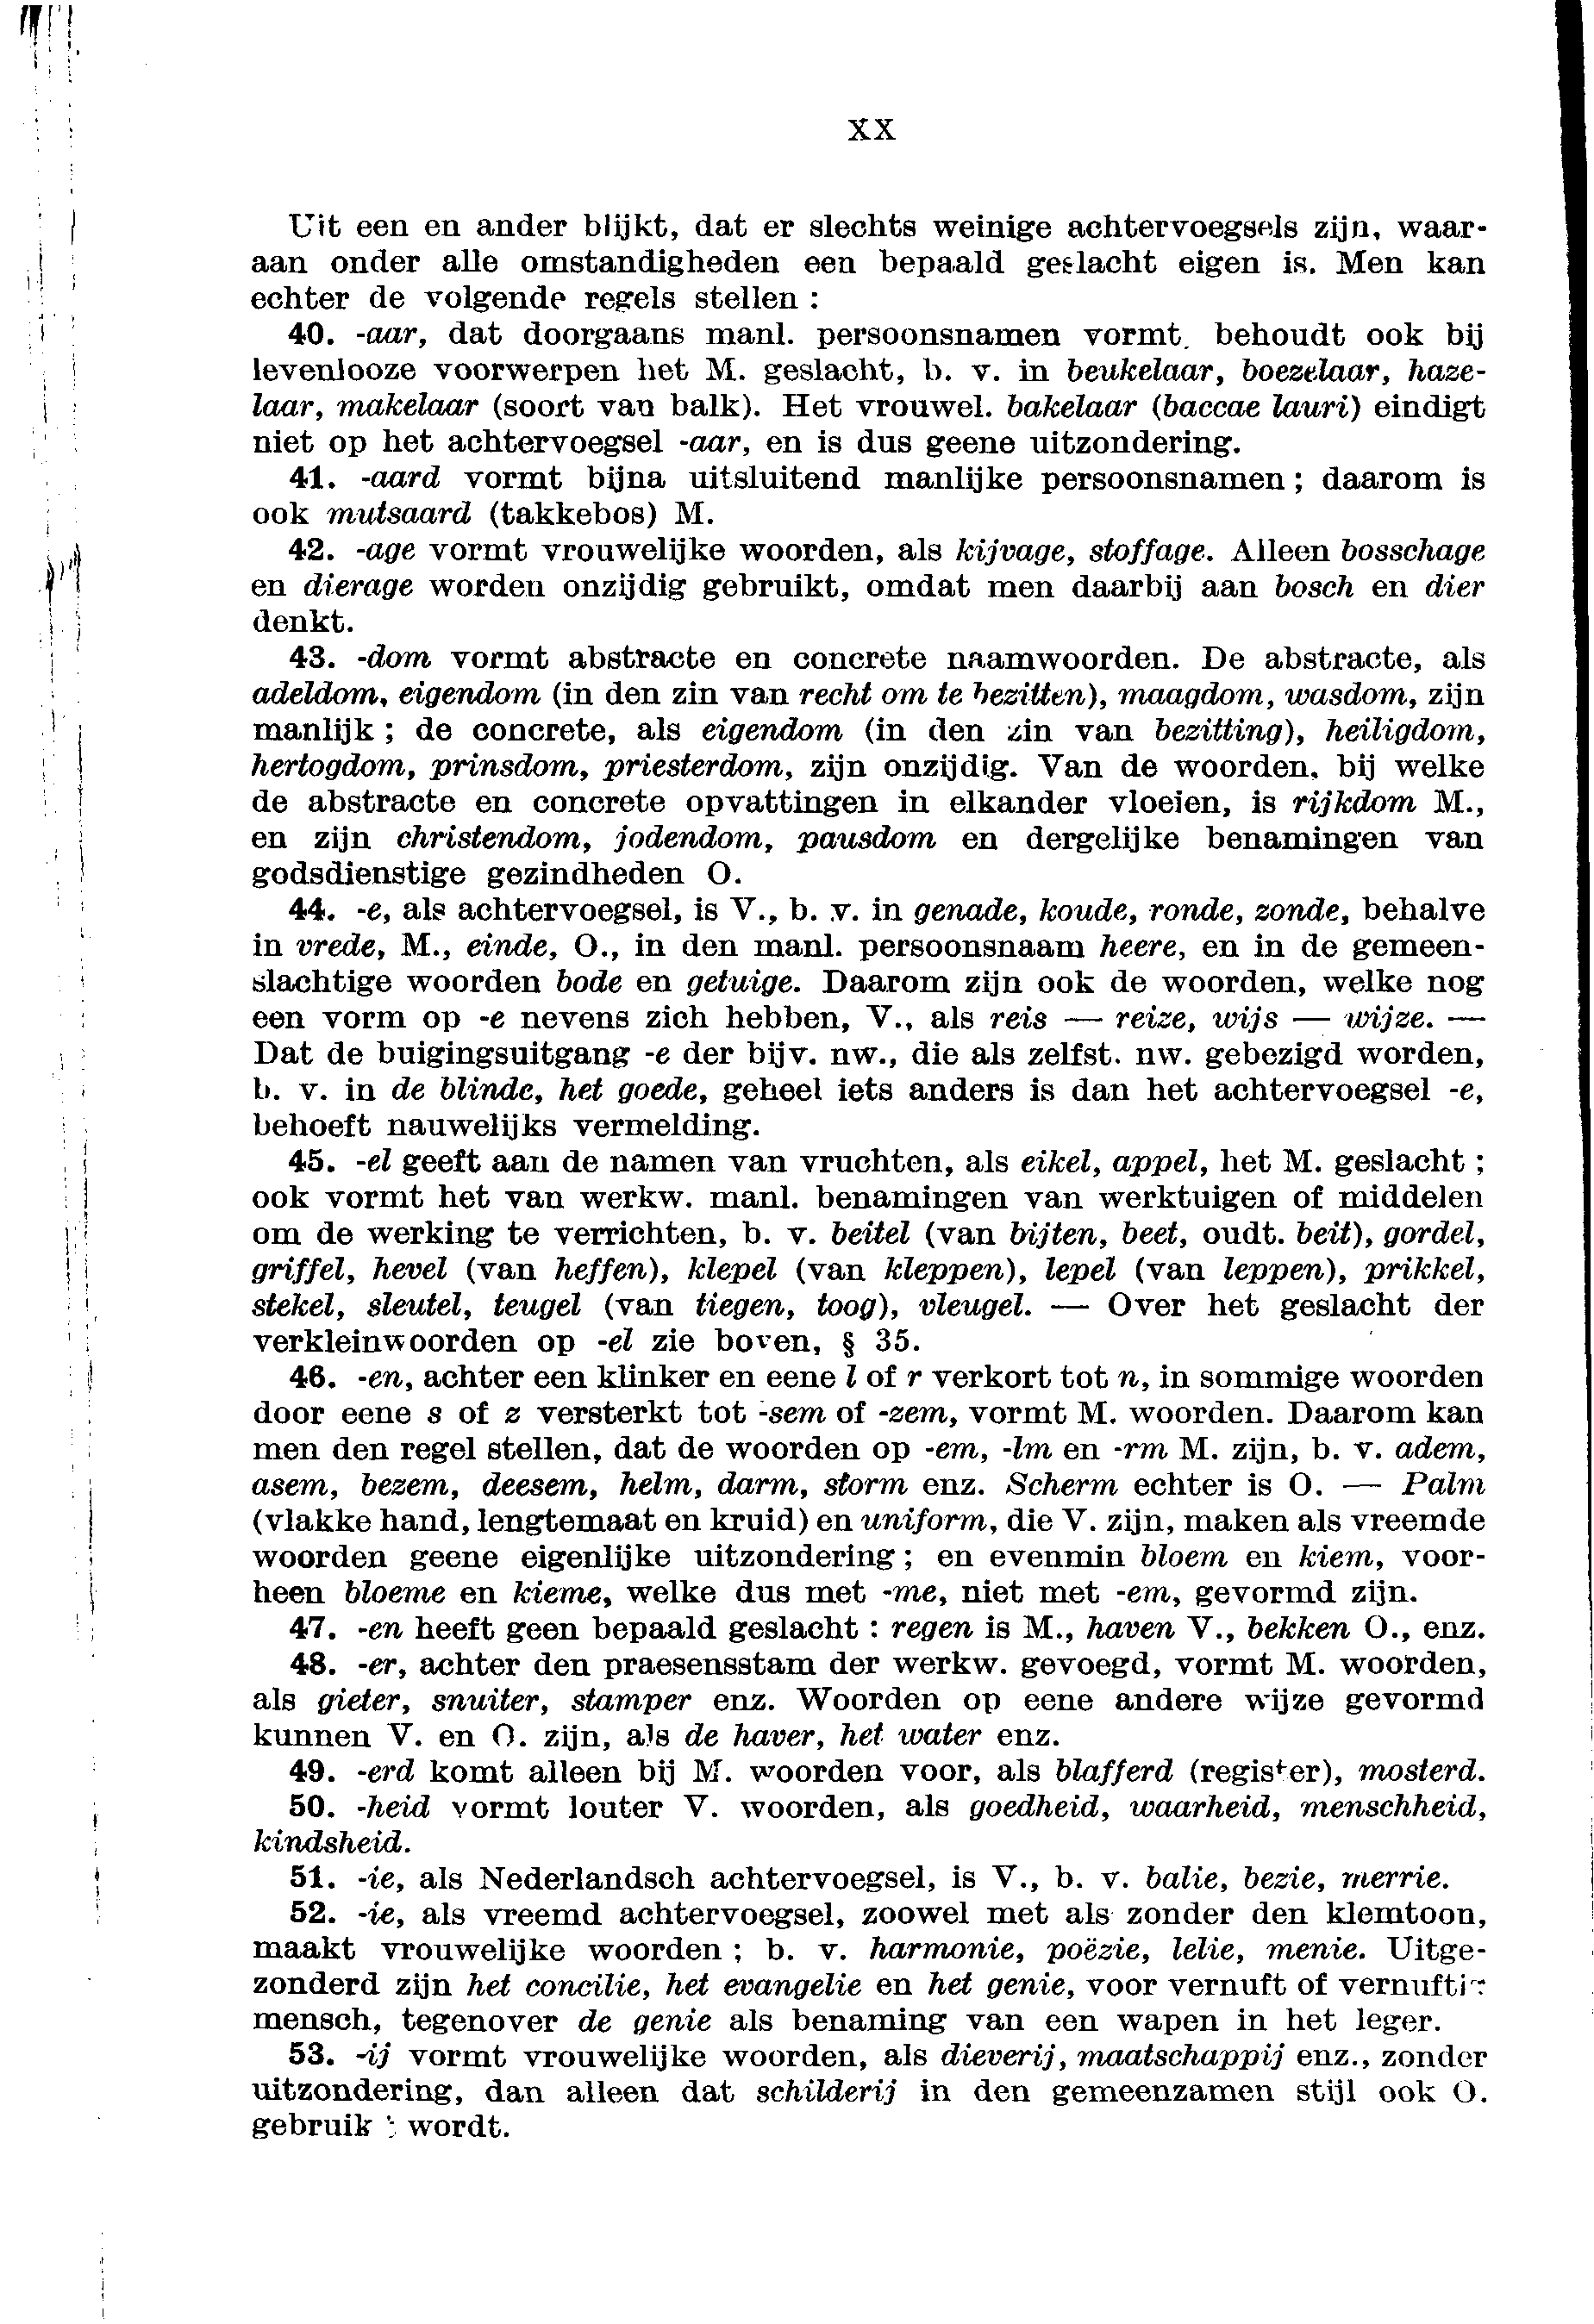 XX
Uit een en ander blijkt, dat er slechts weinige achtervoegsels zijn, waar-
aan onder alle omstandigheden een bepaald geslacht eigen is. Men kan
echter de volgende regels stellen :
40. -aar, dat doorgaans manl. persoonsnamen vormt, behoudt ook bij
levenlooze voorwerpen het M. geslacht, b. v. in beukelaar, boezelaar, haze-
laar, makelaar (soort van balk). Het vrouwel. bakelaar (baccae lauri) eindigt
niet op het achtervoegsel -aar, en is dus geene uitzondering.
41. -aard vormt bijna uitsluitend manlijke persoonsnamen ; daarom is
ook mutsaard (takkebos) M.
42. -age vormt vrouwelijke woorden, als kijvage, stoffage. Alleen bosschage
en dierage worden onzijdig gebruikt, omdat men daarbij aan bosch en dier
denkt.
43. -dom vormt abstracte en concrete naamwoorden. De abstracte, als
adeldom, eigendom (in den zin van recht om te bezitten), maagdom, wasdom, zijn
manlijk ; de concrete, als eigendom (in den zin van bezitting), heiligdom,
hertogdom, prinsdom, priesterdom, zijn onzijdig. Van de woorden, bij welke
de abstracte en concrete opvattingen in elkander vloeien, is rijkdom M.,
en zijn christendom, jodendom, pausdom en dergelijke benamingen van
godsdienstige gezindheden O.
44. -e, als achtervoegsel, is V., b. v. in genade, koude, ronde, zonde, behalve
in vrede, M., einde, O., in den manl. persoonsnaam heere, en in de gemeen-
slachtige woorden bode en getuige. Daarom zijn ook de woorden, welke nog
een vorm op -e nevens zich hebben, V., als reis — reize, wijs — wijze. —
Dat de buigingsuitgang -e der bijv. nw., die als zelfst. nw. gebezigd worden,
b. v. in de blinde, het goede, geheel iets anders is dan het achtervoegsel -e,
behoeft nauwelijks vermelding.
45. -el geeft aan de namen van vruchten, als eikel, appel, het M. geslacht ;
ook vormt het van werkw. manl. benamingen van werktuigen of middelen
om de werking te verrichten, b. v. beitel (van bijten, beet, oudt. beit), gordel,
griffel, hevel (van heffen), klepel (van kleppen), lepel (van leppen), prikkel,
stekel, sleutel, teugel (van tiegen, toog), vleugel. — Over het geslacht der
verkleinwoorden op -el zie boven, § 35.
46. -en, achter een klinker en eene l of r verkort tot n, in sommige woorden
door eene s of z versterkt tot -sem of -zem, vormt M. woorden. Daarom kan
men den regel stellen, dat de woorden op -em, -lm en -rm M. zijn, b. v. adem,
asem, bezem, deesem, helm, darm, storm enz. Scherm echter is O. — Palm
(vlakke hand, lengtemaat en kruid) en uniform, die V. zijn, maken als vreemde
woorden geene eigenlijke uitzondering ; en evenmin bloem en kiem, voor-
heen bloeme en kieme, welke dus met -me, niet met -em, gevormd zijn.
47. -en heeft geen bepaald geslacht : regen is M., haven V., bekken O., enz.
48. -er, achter den praesensstam der werkw. gevoegd, vormt M. woorden,
als gieter, snuiter, stamper enz. Woorden op eene andere wijze gevormd
kunnen V. en O. zijn, als de haver, het water enz.
49. -erd komt alleen bij M. woorden voor, als blafferd (register), mosterd.
50. -heid vormt louter V. woorden, als goedheid, waarheid, menschheid,
kindsheid.
51. -ie, als Nederlandsch achtervoegsel, is V., b. v. balie, bezie, merrie.
52. -ie, als vreemd achtervoegsel, zoowel met als zonder den klemtoon,
maakt vrouwelijke woorden ; b. v. harmonie, poëzie, lelie, menie. Uitge-
zonderd zijn het concilie, het evangelie en het genie, voor vernuft of vernuftig
mensch, tegenover de genie als benaming van een wapen in het leger.
53. -ij vormt vrouwelijke woorden, als dieverij, maatschappij enz., zonder
uitzondering, dan alleen dat schilderij in den gemeenzamen stijl ook O.
gebruikt wordt.